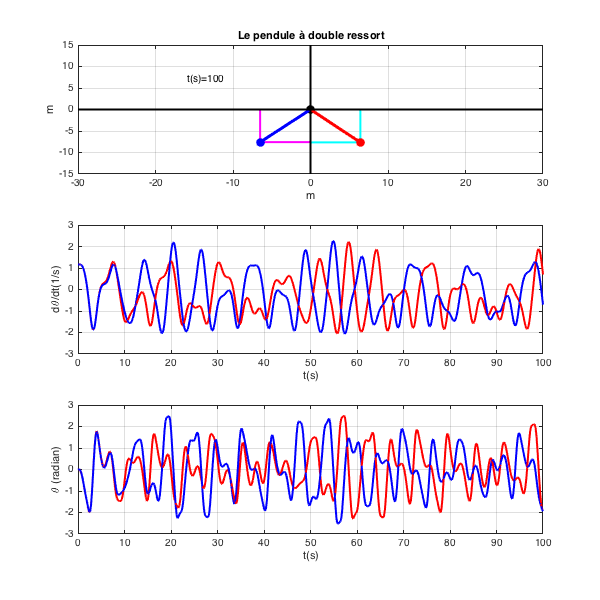 Le pendule à double ressort
15
10
5
0
-5
-10
-15
m
t(s)=100
-30 -20 -10 0 10 20 30
m
3
2
1
0
-1
-2
-3
dθ/dt(1/s)
0 10 20 30 40 50 60 70 80 90 100
t(s)
3
2
1
0
-1
-2
-3
θ (radian)
0 10 20 30 40 50 60 70 80 90 100
t(s)